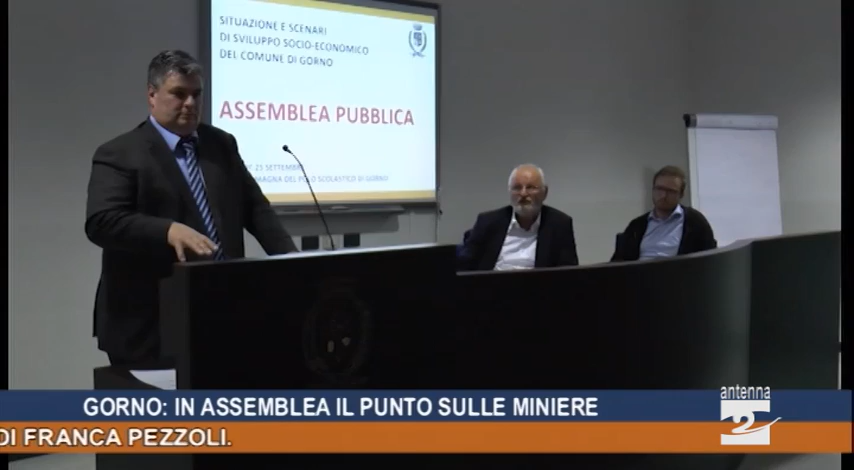 SITUAZIONE E SCENARI
DI SVILUPPO SOCIO-ECONOMICO
DEL COMUNE DI GORNO
ASSEMBLEA PUBBLICA
25 SETTEMBRE
MAGNA DEL POLO SCOLASTICO DI GORNO
GORNO: IN ASSEMBLEA IL PUNTO SULLE MINIERE
antenna
2
DI FRANCA PEZZOLI.